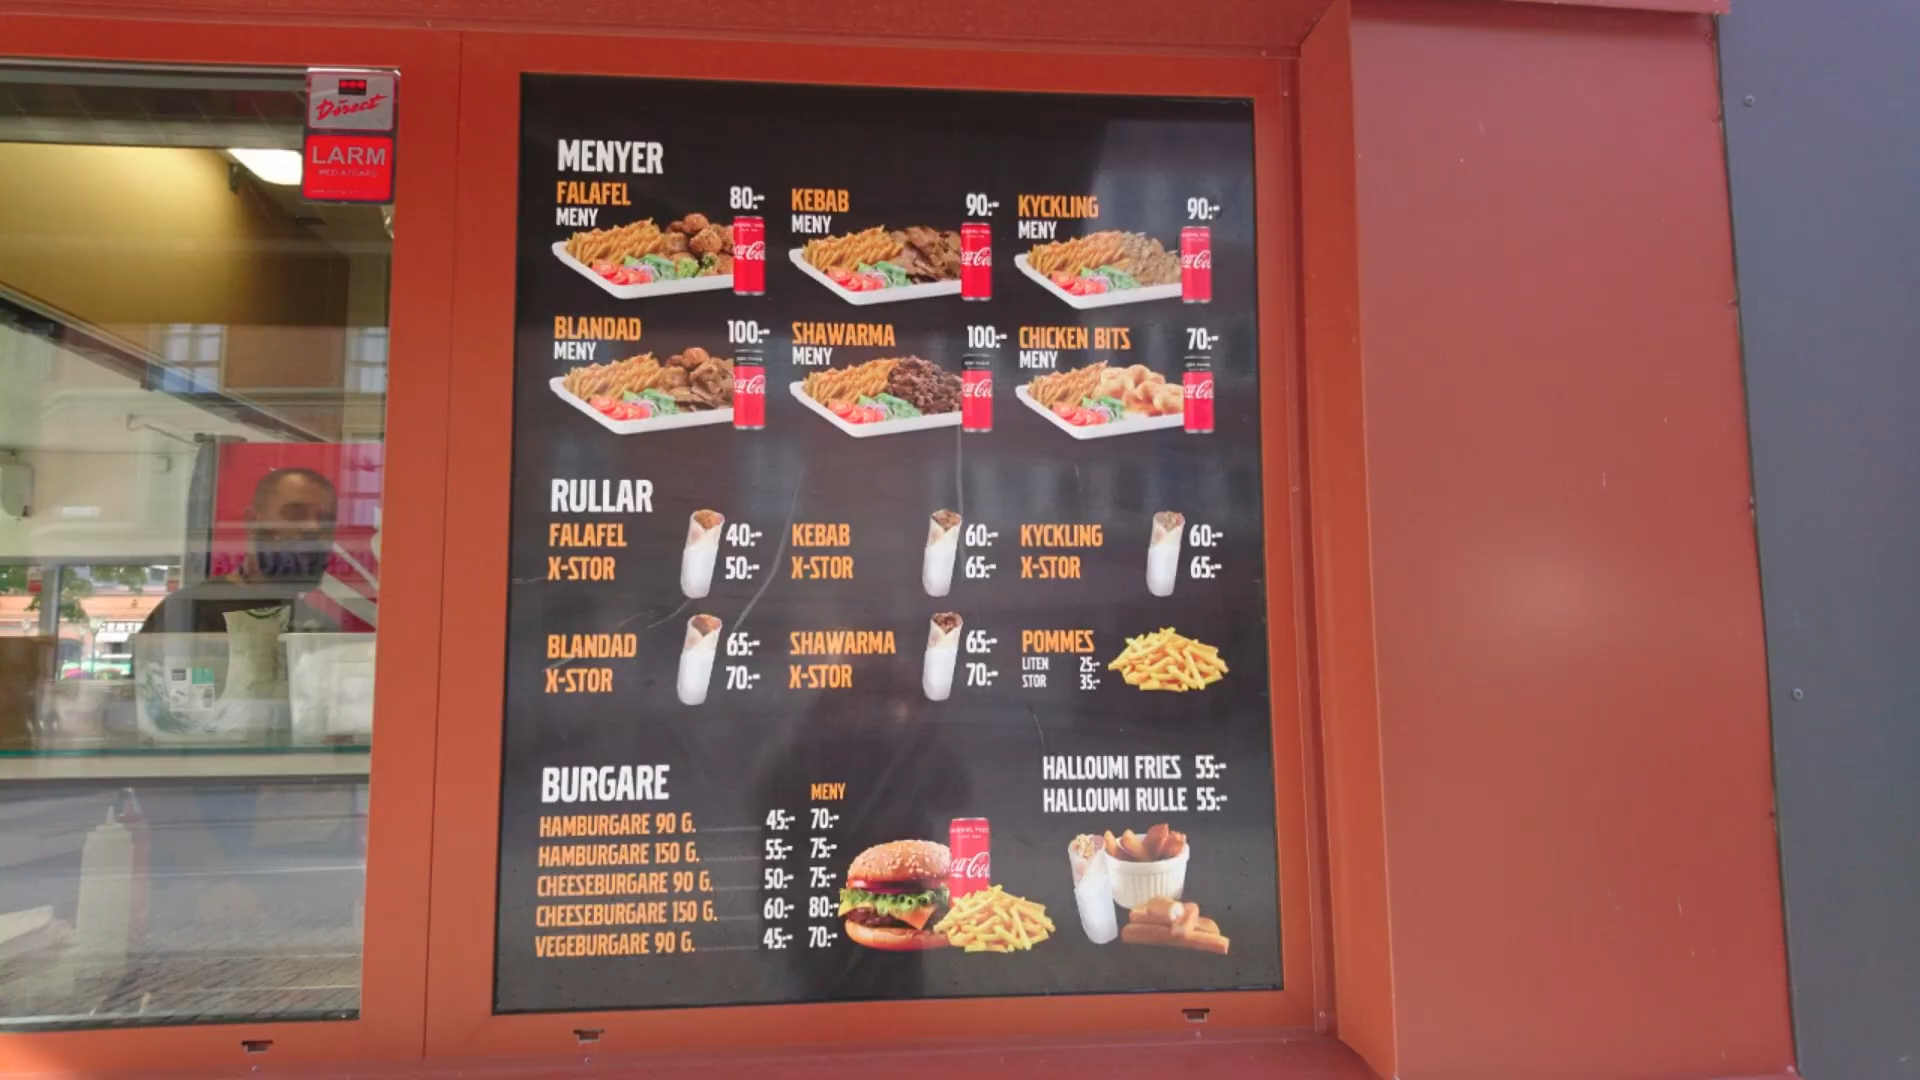 Dörect
LARM
MED ÅTGÄRD
MENYER
FALAFEL 80:-
MENY
KEBAB 90:-
MENY
KYCKLING 90:-
MENY
BLANDAD 100:-
MENY
SHAWARMA 100:-
MENY
CHICKEN BITS 70:-
MENY
RULLAR
FALAFEL 40:-
X-STOR 50:-
KEBAB 60:-
X-STOR 65:-
KYCKLING 60:-
X-STOR 65:-
BLANDAD 65:-
X-STOR 70:-
SHAWARMA 65:-
X-STOR 70:-
POMMES
LITEN 25:-
STOR 35:-
BURGARE
MENY
HAMBURGARE 90 G. 45:- 70:-
HAMBURGARE 150 G. 55:- 75:-
CHEESEBURGARE 90 G. 50:- 75:-
CHEESEBURGARE 150 G. 60:- 80:-
VEGEBURGARE 90 G. 45:- 70:-
HALLOUMI FRIES 55:-
HALLOUMI RULLE 55:-